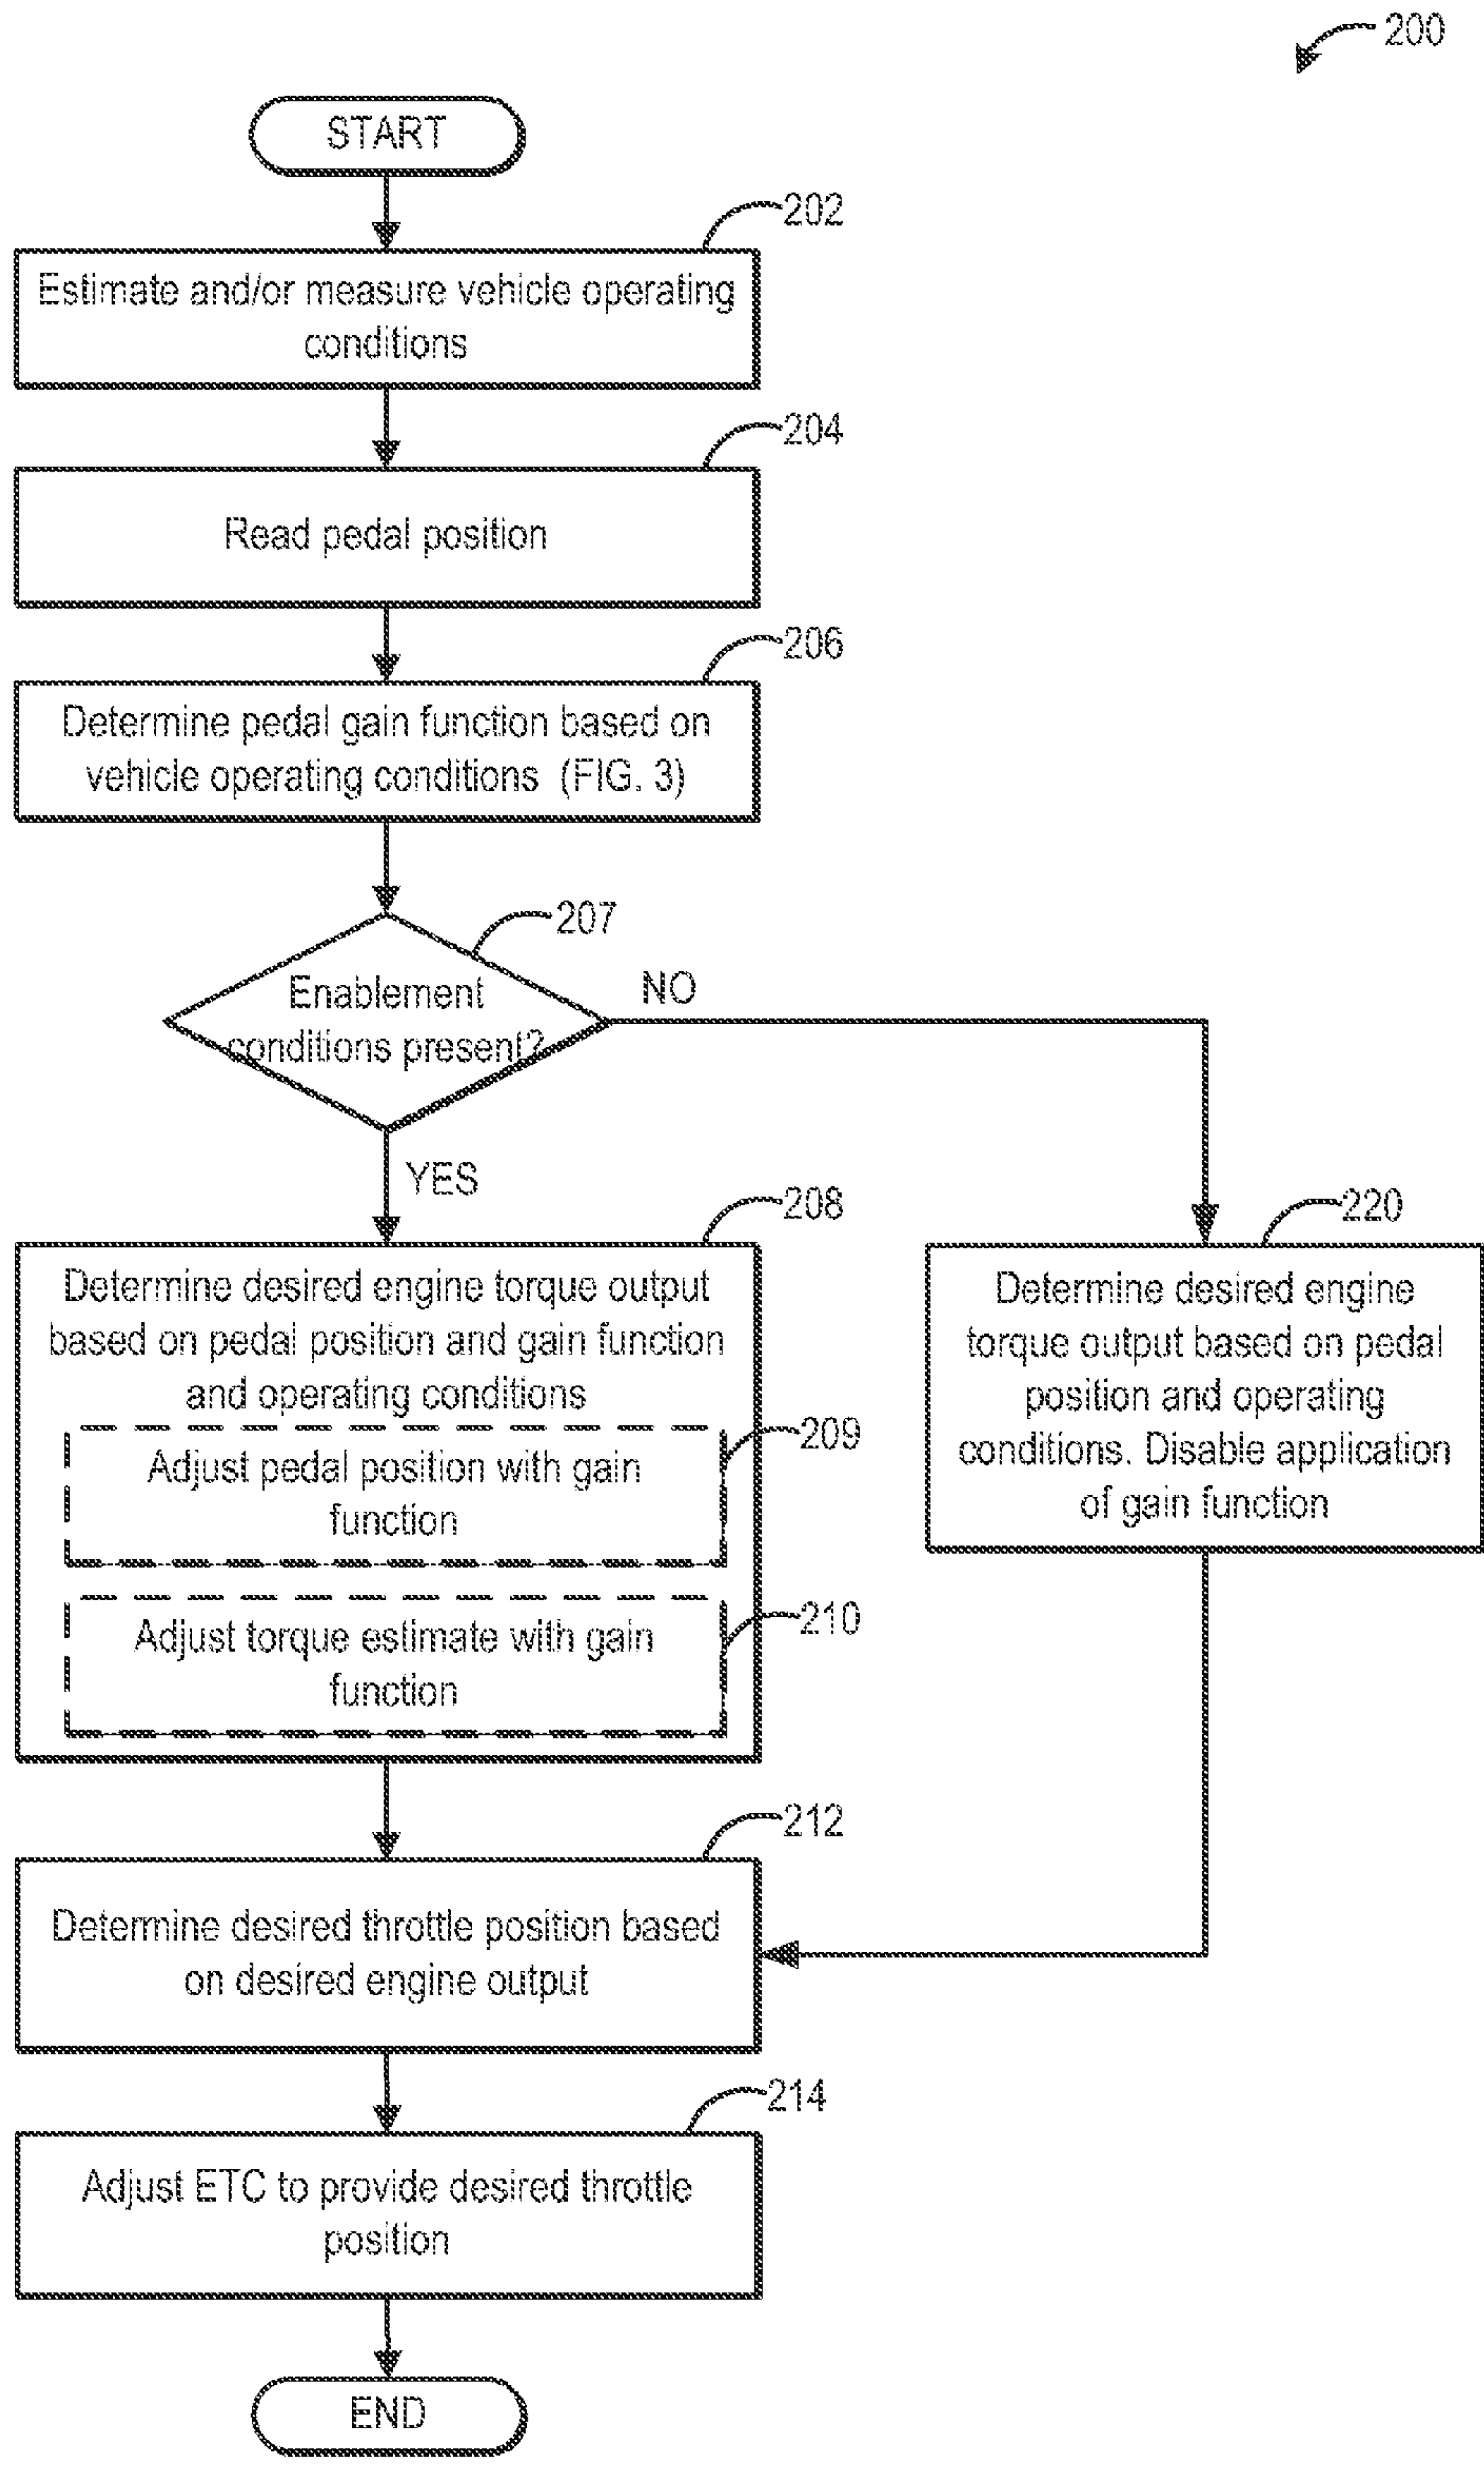 200
START
202
Estimate and/or measure vehicle operating
conditions
204
Read pedal position
206
Determine pedal gain function based on
vehicle operating conditions (FIG. 3)
207
Enablement
conditions present?
NO
YES
208
Determine desired engine torque output
based on pedal position and gain function
and operating conditions
209
Adjust pedal position with gain
function
210
Adjust torque estimate with gain
function
220
Determine desired engine
torque output based on pedal
position and operating
conditions. Disable application
of gain function
212
Determine desired throttle position based
on desired engine output
214
Adjust ETC to provide desired throttle
position
END